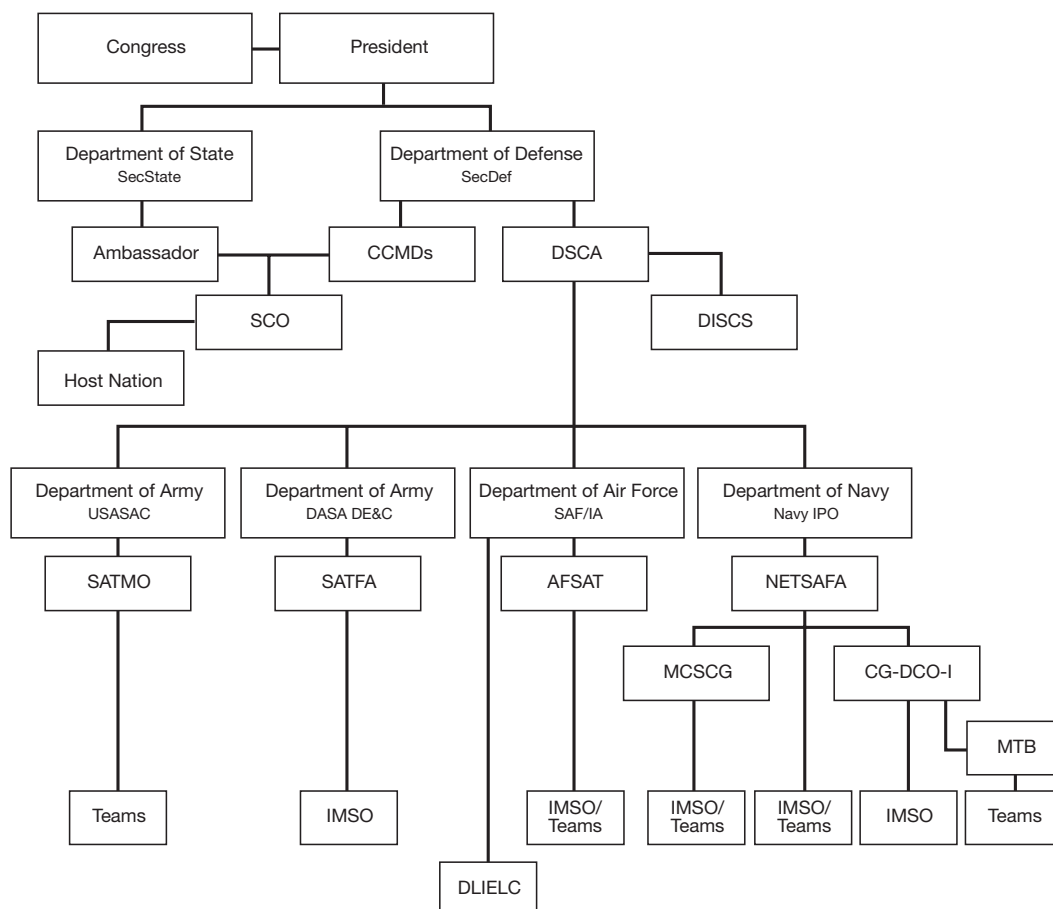 Congress
President
Department of State
SecState
Department of Defense
SecDef
Ambassador
CCMDs
DSCA
SCO
DISCS
Host Nation
Department of Army
USASAC
Department of Army
DASA DE&C
Department of Air Force
SAF/IA
Department of Navy
Navy IPO
SATMO
SATFA
AFSAT
NETSAFA
MCSCG
CG-DCO-I
MTB
Teams
IMSO
IMSO/
Teams
IMSO/
Teams
IMSO/
Teams
IMSO
Teams
DLIELC